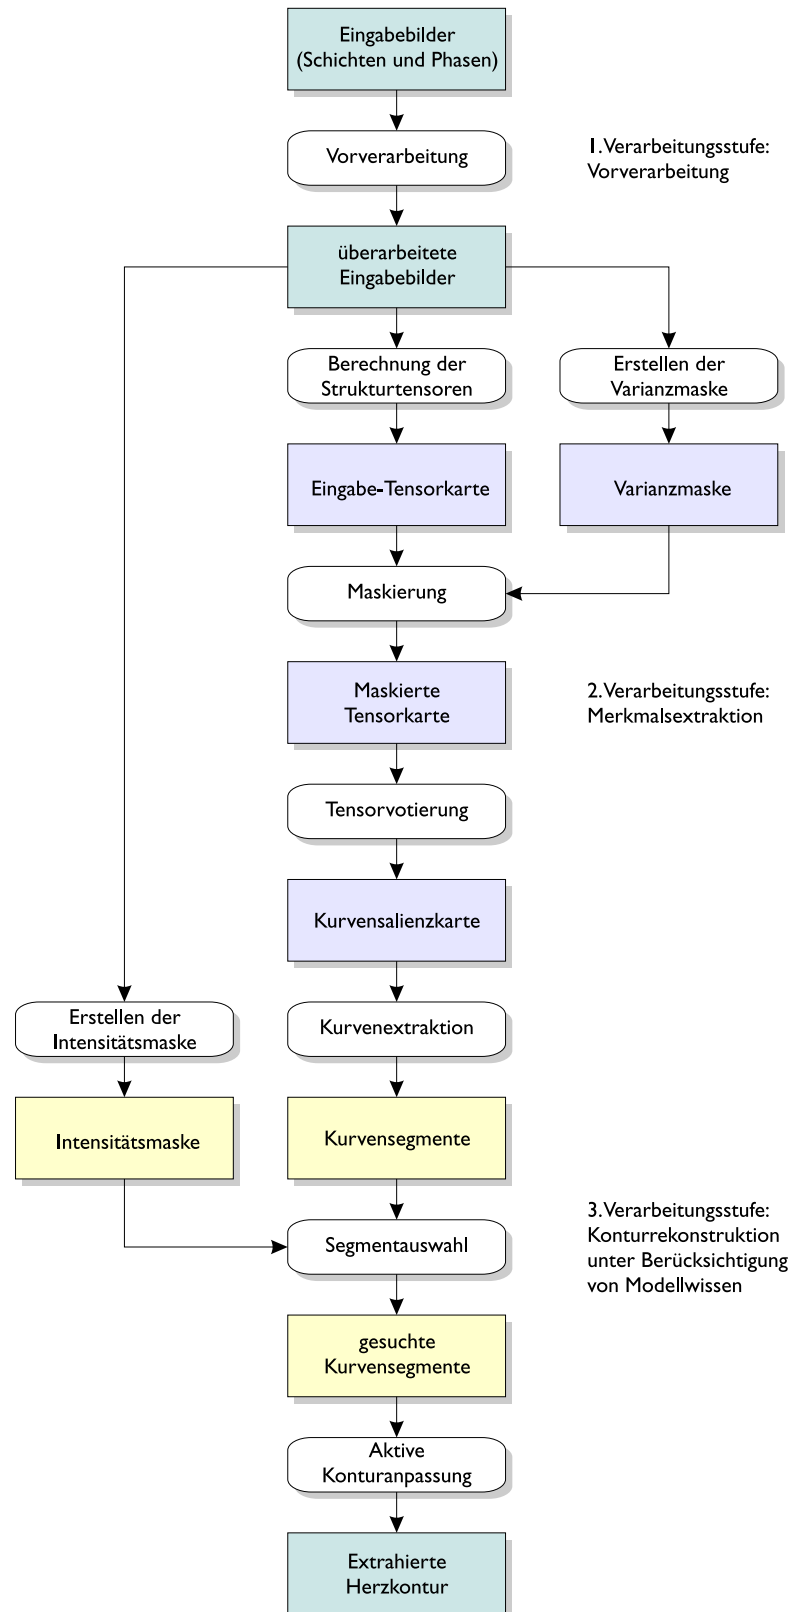 Eingabebilder
(Schichten und Phasen)
Vorverarbeitung
1.Verarbeitungsstufe:
Vorverarbeitung
überarbeitete
Eingabebilder
Berechnung der
Strukturtensoren
Erstellen der
Varianzmaske
Eingabe-Tensorkarte
Varianzmaske
Maskierung
Maskierte
Tensorkarte
2.Verarbeitungsstufe:
Merkmalsextraktion
Tensorvotierung
Kurvensalienzkarte
Erstellen der
Intensitätsmaske
Kurvenextraktion
Intensitätsmaske
Kurvensegmente
Segmentauswahl
3.Verarbeitungsstufe:
Konturrekonstruktion
unter Berücksichtigung
von Modellwissen
gesuchte
Kurvensegmente
Aktive
Konturanpassung
Extrahierte
Herzkontur